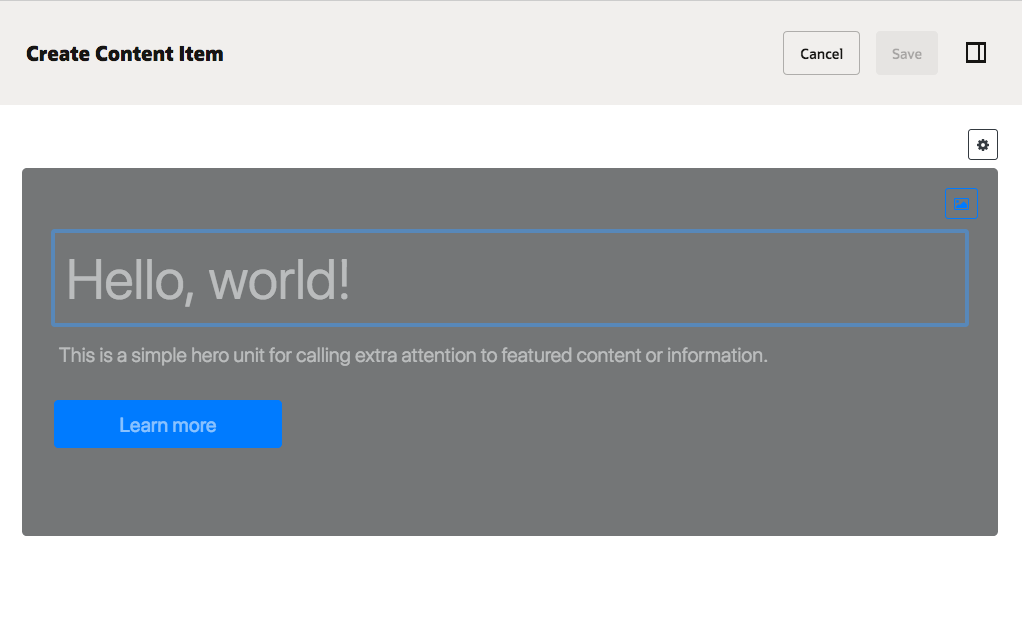 Create Content Item
Cancel
Save
Hello, world!
This is a simple hero unit for calling extra attention to featured content or information.
Learn more